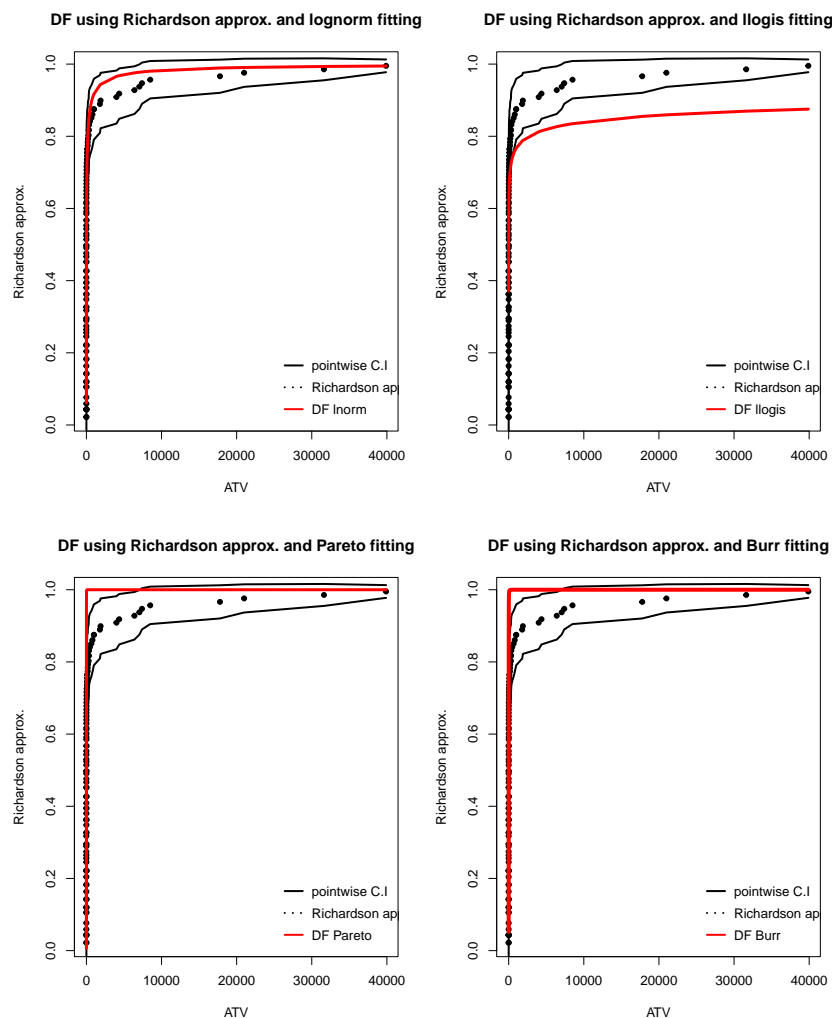 DF using Richardson approx. and lognorm fitting
Richardson approx.
0.0 0.2 0.4 0.6 0.8 1.0
pointwise C.I
Richardson ap
DF lnorm
0 10000 20000 30000 40000
ATV
DF using Richardson approx. and llogis fitting
Richardson approx.
0.0 0.2 0.4 0.6 0.8 1.0
pointwise C.I
Richardson ap
DF llogis
0 10000 20000 30000 40000
ATV
DF using Richardson approx. and Pareto fitting
Richardson approx.
0.0 0.2 0.4 0.6 0.8 1.0
pointwise C.I
Richardson ap
DF Pareto
0 10000 20000 30000 40000
ATV
DF using Richardson approx. and Burr fitting
Richardson approx.
0.0 0.2 0.4 0.6 0.8 1.0
pointwise C.I
Richardson ap
DF Burr
0 10000 20000 30000 40000
ATV